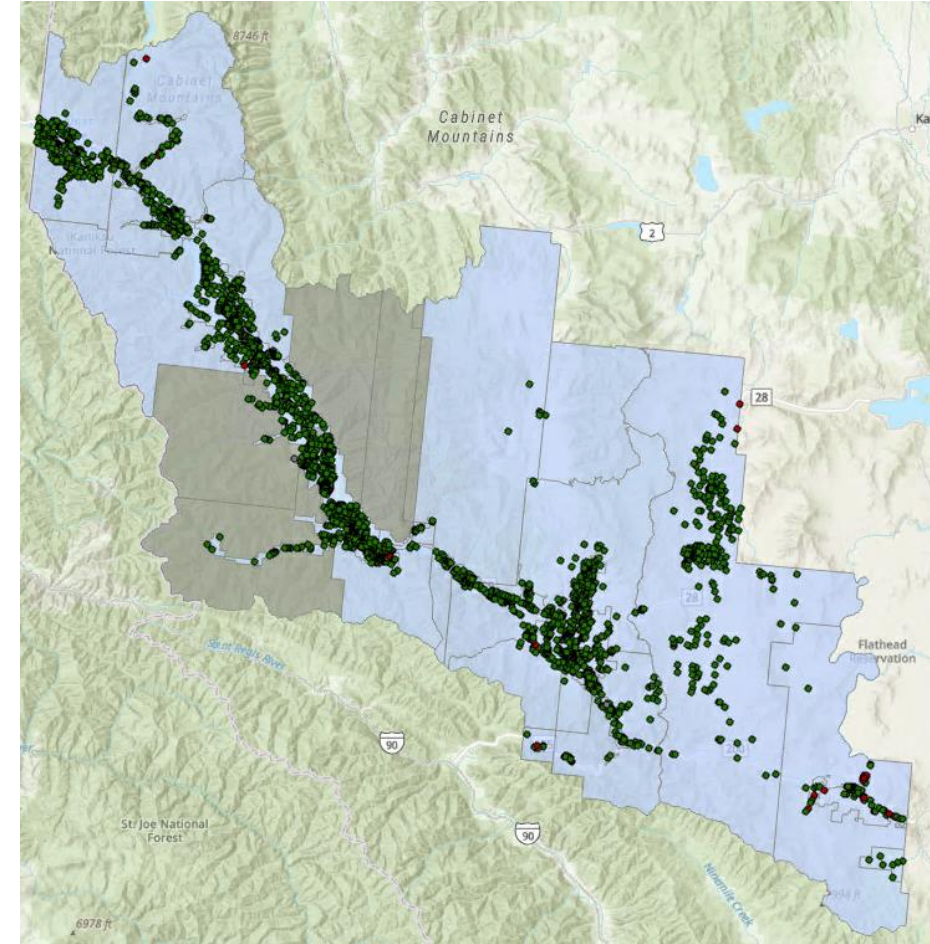 8746 ft
Cabinet
Mountains
Cabinet
Mountains
Ka
2
National Forest
28
28
Flathead
Reservation
Saint Regis River
90
St. Joe National
Forest
90
Ninemile Creek
6978 ft